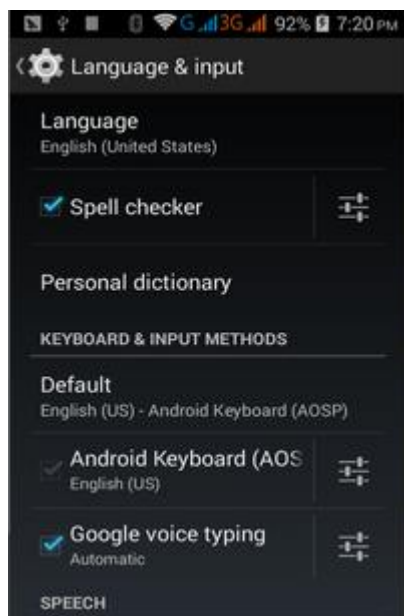 G 3G 92% 7:20 PM
Language & input
Language
English (United States)
Spell checker
Personal dictionary
KEYBOARD & INPUT METHODS
Default
English (US) - Android Keyboard (AOSP)
Android Keyboard (AOS
English (US)
Google voice typing
Automatic
SPEECH